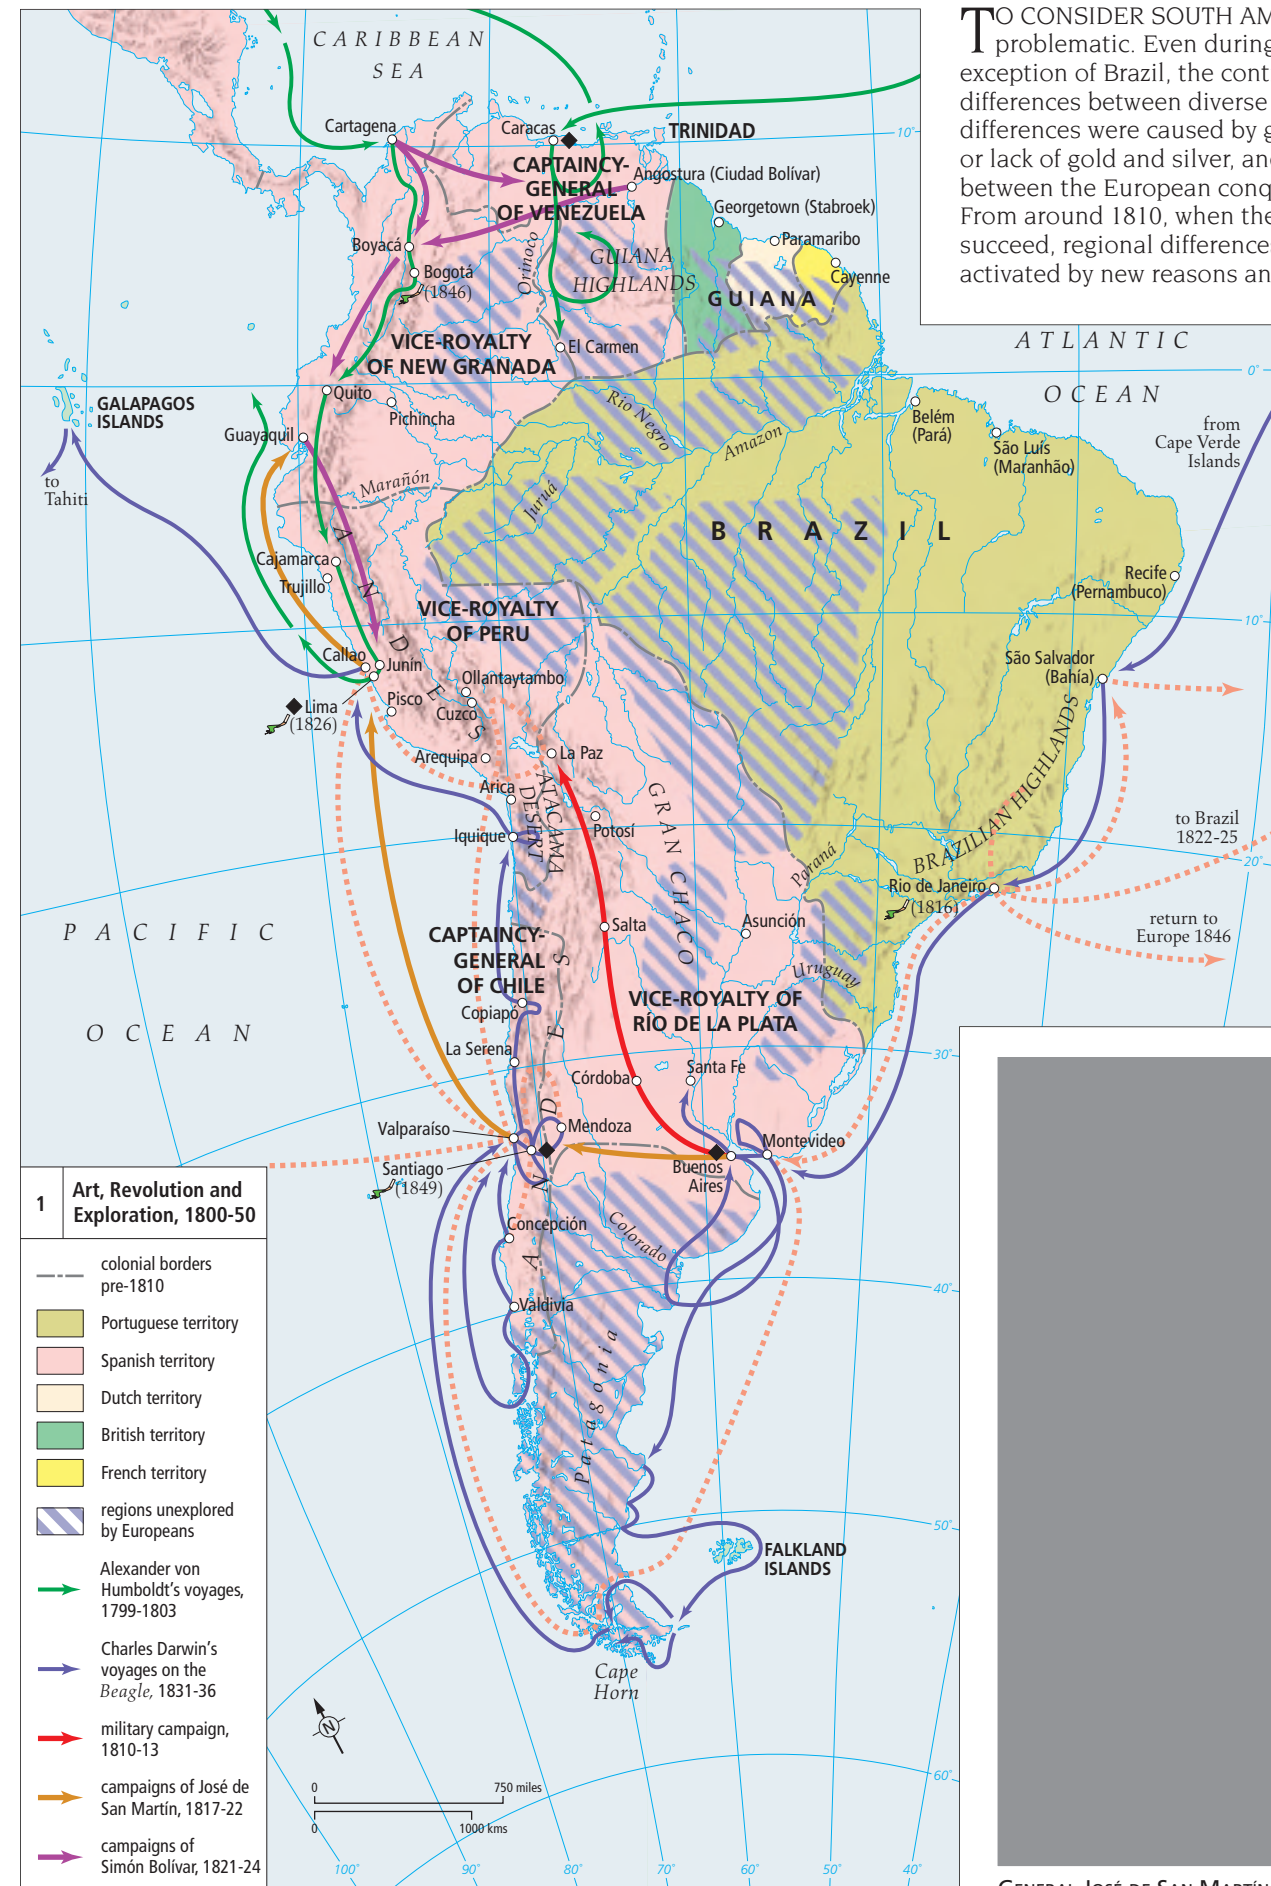 TO CONSIDER SOUTH AM
problematic. Even during
exception of Brazil, the cont
differences between diverse
differences were caused by g
or lack of gold and silver, and
between the European conq
From around 1810, when the
succeed, regional difference
activated by new reasons an
CARIBBEAN
SEA
Cartagena
Caracas
TRINIDAD
10°
CAPTAINCY-
GENERAL
OF VENEZUELA
Angostura (Ciudad Bolívar)
Georgetown (Stabroek)
Paramaribo
Cayenne
Boyacá
Bogotá
(1846)
Orinoco
GUIANA
HIGHLANDS
GUIANA
VICE-ROYALTY
OF NEW GRANADA
El Carmen
ATLANTIC
OCEAN
0°
Quito
Pichincha
GALAPAGOS
ISLANDS
Guayaquil
to
Tahiti
Rio Negro
Amazon
Belém
(Pará)
São Luís
(Maranhão)
from
Cape Verde
Islands
Marañón
Juruá
BRAZIL
ANDES
Cajamarca
Trujillo
VICE-ROYALTY
OF PERU
Recife
(Pernambuco)
10°
Callao
Junín
Ollantaytambo
São Salvador
(Bahía)
Lima
(1826)
Pisco
Cuzco
Arequipa
La Paz
Arica
ATACAMA
DESERT
Iquique
Potosí
GRAN CHACO
BRAZILIAN HIGHLANDS
to Brazil
1822-25
20°
Paraná
Rio de Janeiro
(1816)
return to
Europe 1846
PACIFIC
OCEAN
Salta
Asunción
CAPTAINCY-
GENERAL
OF CHILE
Uruguay
Copiapó
VICE-ROYALTY OF
RÍO DE LA PLATA
ANDES
La Serena
30°
Córdoba
Santa Fe
Valparaíso
Mendoza
Montevideo
Santiago
(1849)
Buenos
Aires
Concepción
Colorado
Valdivia
40°
Patagonia
50°
FALKLAND
ISLANDS
Cape
Horn
N
60°
0
750 miles
0
1000 kms
100°
90°
80°
70°
60°
50°
40°
1
Art, Revolution and
Exploration, 1800-50
colonial borders
pre-1810
Portuguese territory
Spanish territory
Dutch territory
British territory
French territory
regions unexplored
by Europeans
Alexander von
Humboldt's voyages,
1799-1803
Charles Darwin's
voyages on the
Beagle, 1831-36
military campaign,
1810-13
campaigns of José de
San Martín, 1817-22
campaigns of
Simón Bolívar, 1821-24
GENERAL JOSÉ DE SAN MARTÍN